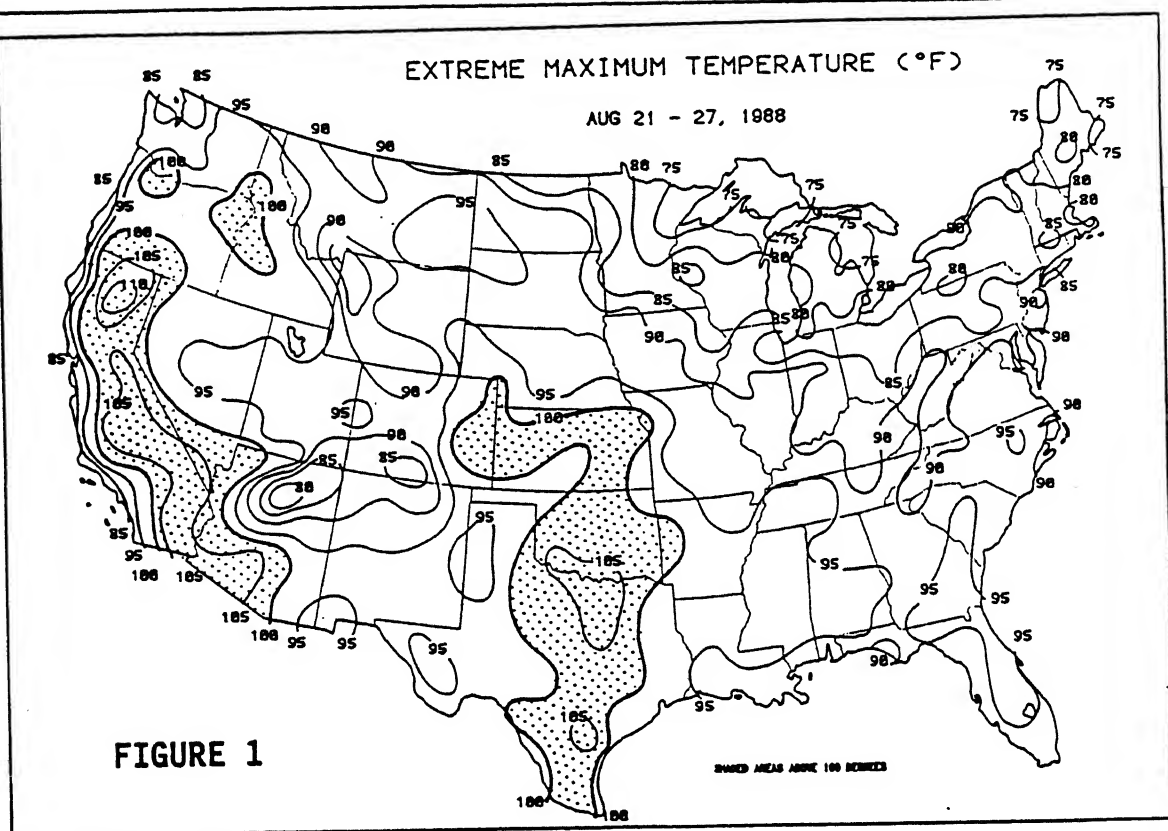 EXTREME MAXIMUM TEMPERATURE (°F)
AUG 21 - 27, 1988
85 85 95 90 90 85 80 75 75 75 75 75
100 85 95 100 90 95 75 75 75 80 80 80 85 90
100 105 110 85 80 85 90 85 80 80 80 85 90 90
85 95 95 90 95 100 85 90 90
105 85 90 85 80 95 90 95 90
85 95 100 105 105 100 95 95 95 105 95 95 95
95 105 90 95 95
100 100
FIGURE 1
SHADED AREAS ABOVE 100 DEGREES